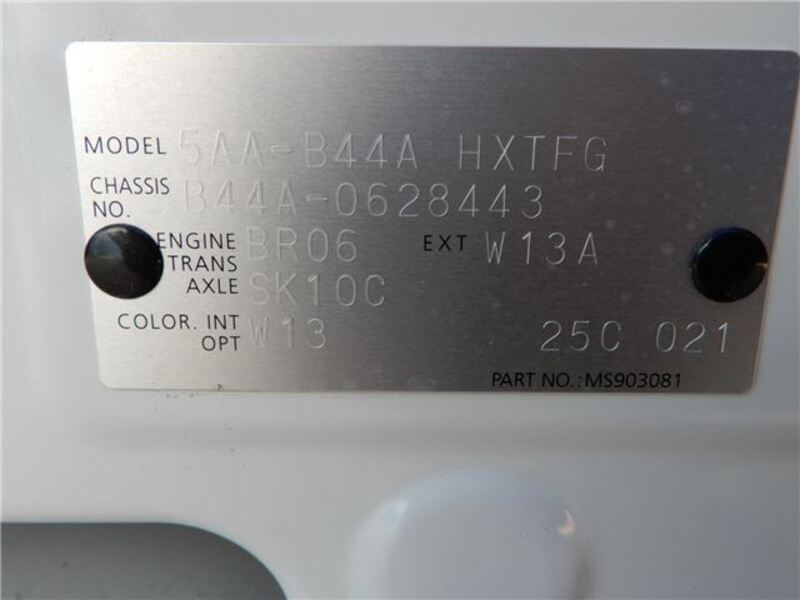 MODEL 5AA-B44A HXTFG
CHASSIS NO. B44A-0628443
ENGINE BR06 EXT W13A
TRANS AXLE SK10C
COLOR. INT W13
OPT 25C 021
PART NO.:MS903081